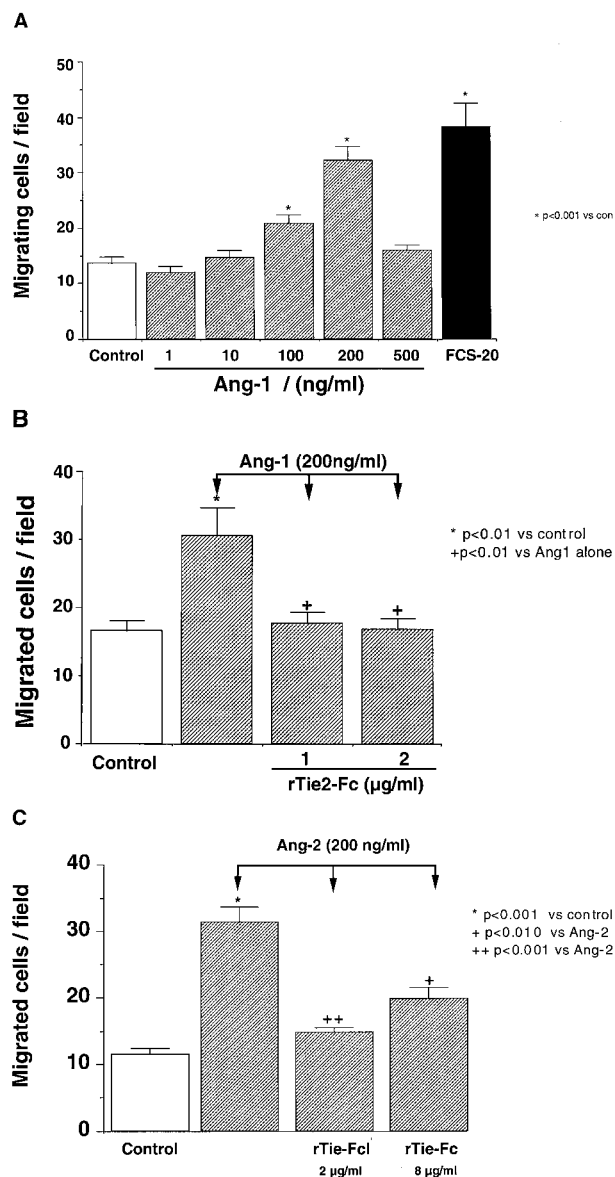 A
Migrating cells / field
50
40
30
20
10
0
*
*
*
* p<0.001 vs con
Control
1
10
100
200
500
FCS-20
Ang-1 / (ng/ml)
B
Ang-1 (200ng/ml)
Migrated cells / field
40
30
20
10
0
*
+
+
* p<0.01 vs control
+p<0.01 vs Ang1 alone
Control
1
2
rTie2-Fc (µg/ml)
C
Ang-2 (200 ng/ml)
Migrated cells / field
40
30
20
10
0
*
++
+
* p<0.001 vs control
+ p<0.010 vs Ang-2
++ p<0.001 vs Ang-2
Control
rTie-Fcl
rTie-Fc
2 µg/ml
8 µg/ml